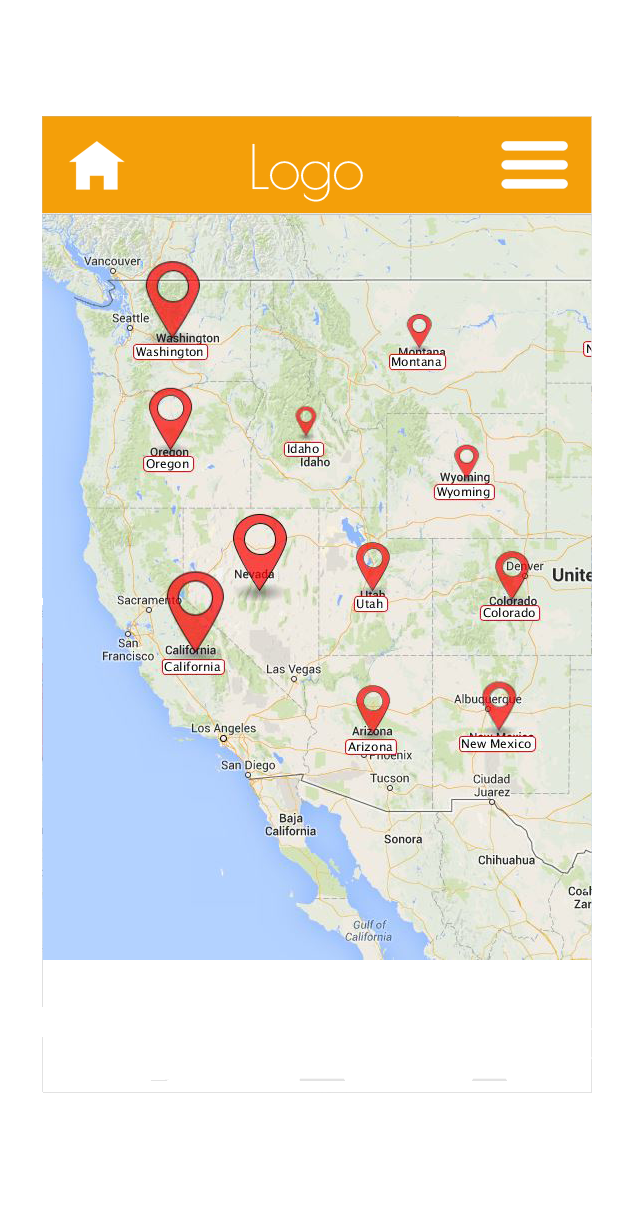 Logo
Vancouver
Seattle
Washington
Washington
Montana
Montana
N
Oregon
Oregon
Idaho
Idaho
Wyoming
Wyoming
Nevada
Utah
Utah
Denver
Unite
Colorado
Colorado
Sacramento
San
Francisco
California
California
Las Vegas
Albuquerque
Los Angeles
Arizona
Arizona
Phoenix
New Mexico
New Mexico
San Diego
Tucson
Ciudad
Juarez
Baja
California
Sonora
Chihuahua
Coah
Zar
Gulf of
California